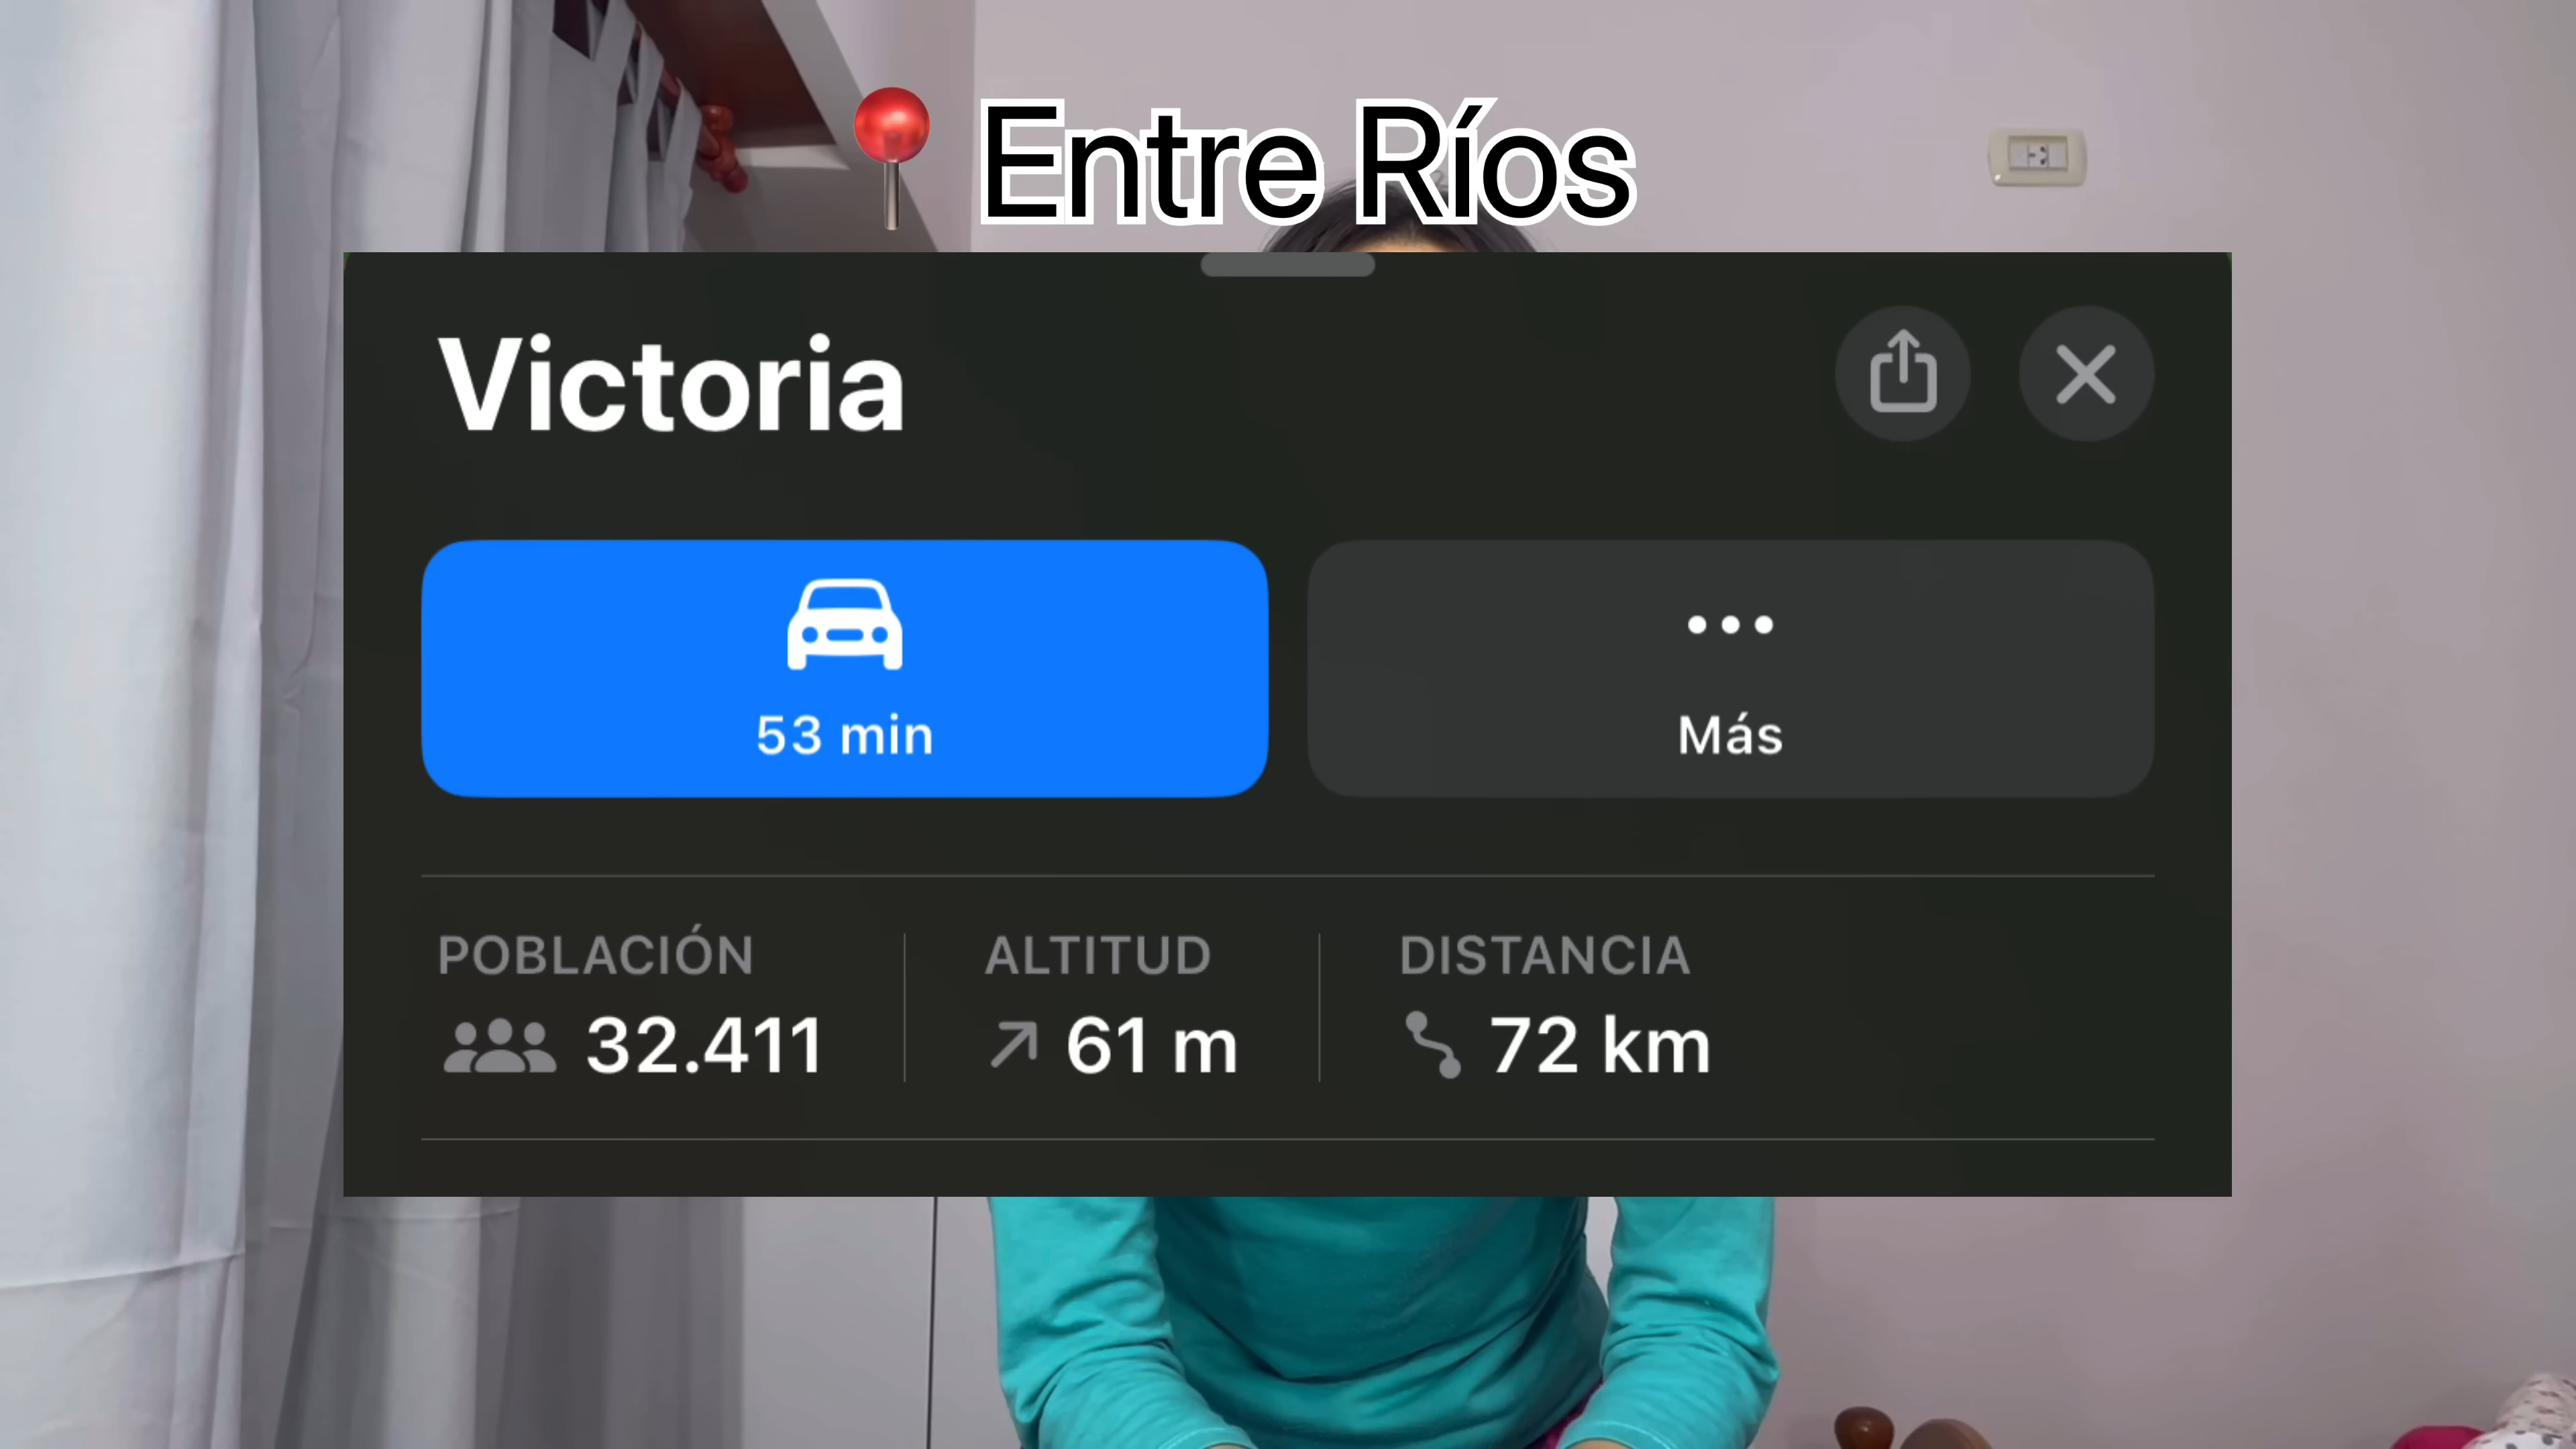 📍 Entre Ríos
Victoria
53 min
Más
POBLACIÓN
32.411
ALTITUD
61 m
DISTANCIA
72 km